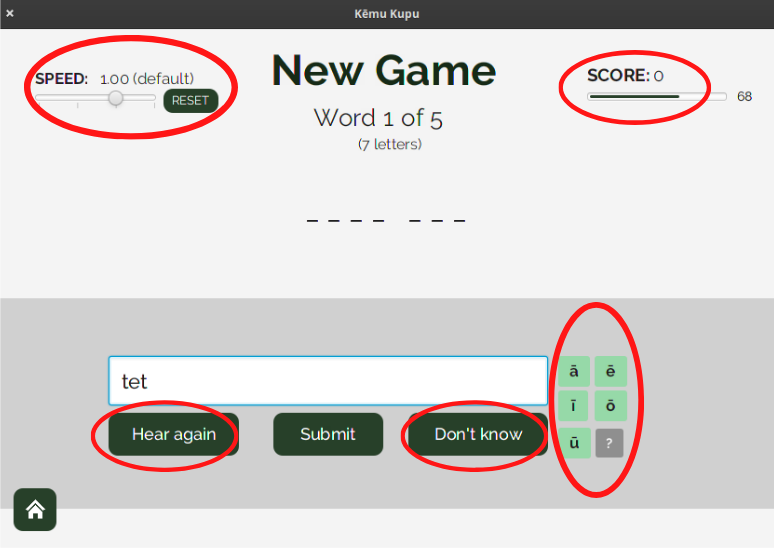 Kēmu Kupu
SPEED: 1.00 (default)
RESET
New Game
Word 1 of 5
(7 letters)
SCORE: 0
68
_ _ _ _ _ _ _
tet
Hear again
Submit
Don't know
ā ē
ī ō
ū ?